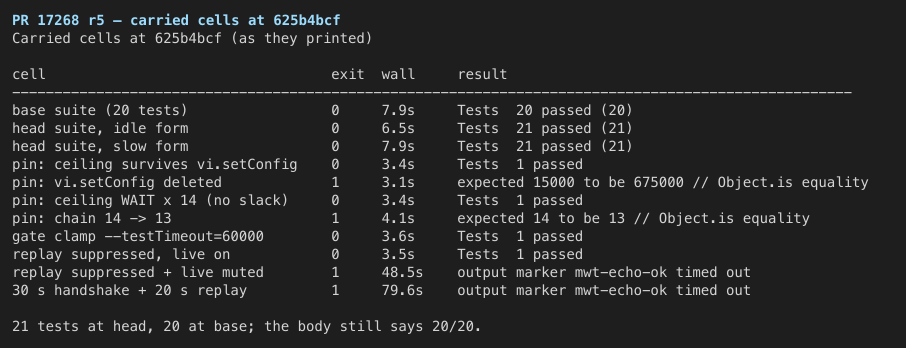 PR 17268 r5 — carried cells at 625b4bcf
Carried cells at 625b4bcf (as they printed)
cell exit wall result
base suite (20 tests) 0 7.9s Tests 20 passed (20)
head suite, idle form 0 6.5s Tests 21 passed (21)
head suite, slow form 0 7.9s Tests 21 passed (21)
pin: ceiling survives vi.setConfig 0 3.4s Tests 1 passed
pin: vi.setConfig deleted 1 3.1s expected 15000 to be 675000 // Object.is equality
pin: ceiling WAIT x 14 (no slack) 0 3.4s Tests 1 passed
pin: chain 14 -> 13 1 4.1s expected 14 to be 13 // Object.is equality
gate clamp --testTimeout=60000 0 3.6s Tests 1 passed
replay suppressed, live on 0 3.5s Tests 1 passed
replay suppressed + live muted 1 48.5s output marker mwt-echo-ok timed out
30 s handshake + 20 s replay 1 79.6s output marker mwt-echo-ok timed out
21 tests at head, 20 at base; the body still says 20/20.